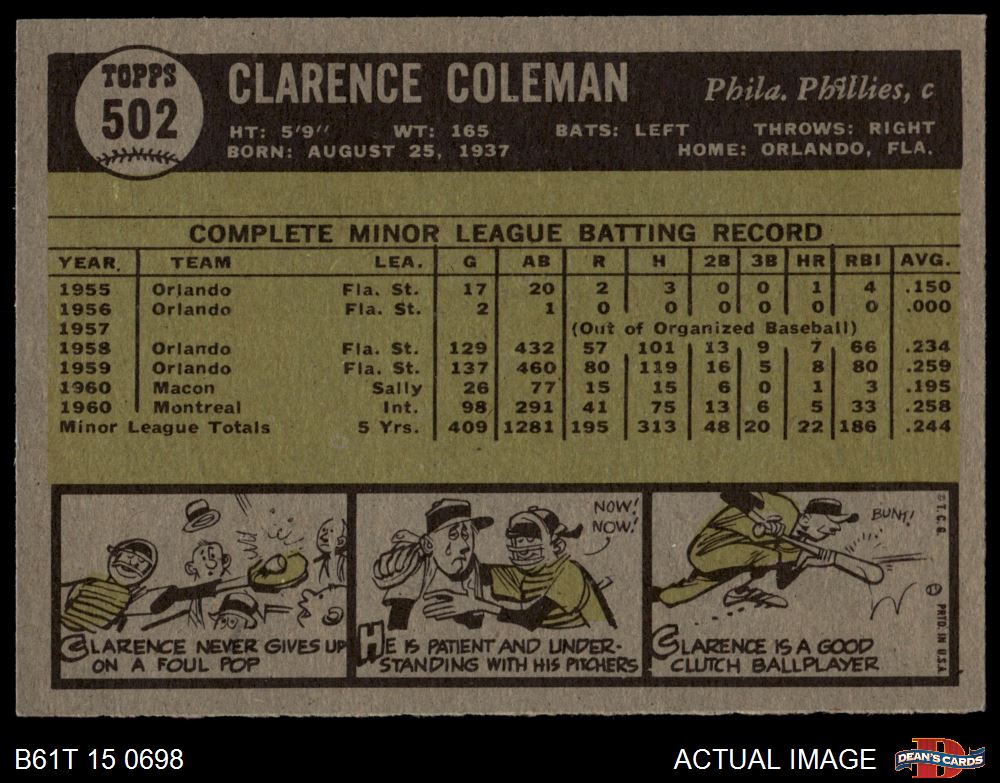 TOPPS
502
CLARENCE COLEMAN
Phila. Phillies, c
HT: 5'9" WT: 165 BATS: LEFT THROWS: RIGHT
BORN: AUGUST 25, 1937 HOME: ORLANDO, FLA.
COMPLETE MINOR LEAGUE BATTING RECORD
YEAR. TEAM LEA. G AB R H 2B 3B HR RBI AVG.
1955 Orlando Fla. St. 17 20 2 3 0 0 1 4 .150
1956 Orlando Fla. St. 2 1 0 0 0 0 0 0 .000
1957 (Out of Organized Baseball)
1958 Orlando Fla. St. 129 432 57 101 13 9 7 66 .234
1959 Orlando Fla. St. 137 460 80 119 16 5 8 80 .259
1960 Macon Sally 26 77 15 15 6 0 1 3 .195
1960 Montreal Int. 98 291 41 75 13 6 5 33 .258
Minor League Totals 5 Yrs. 409 1281 195 313 48 20 22 186 .244
CLARENCE NEVER GIVES UP
ON A FOUL POP
NOW!
NOW!
HE IS PATIENT AND UNDER-
STANDING WITH HIS PITCHERS
BUNT!
CLARENCE IS A GOOD
CLUTCH BALLPLAYER
© T.C.G.
PRTD. IN U.S.A.
B61T 15 0698
ACTUAL IMAGE
D
DEAN'S CARDS